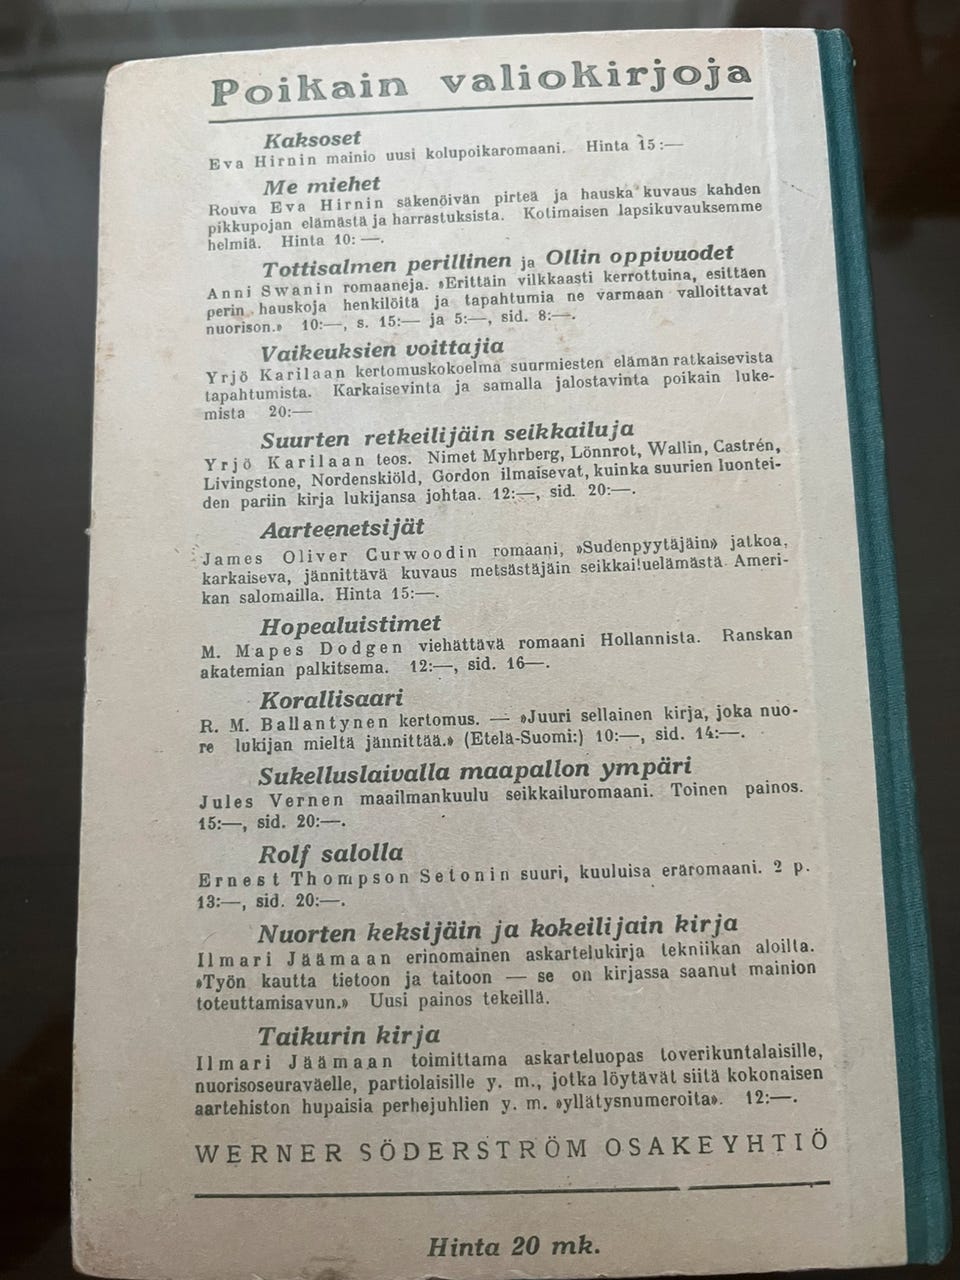 Poikain valiokirjoja
Kaksoset
Eva Hirnin mainio uusi kolupoikaromaani. Hinta 15:—
Me miehet
Rouva Eva Hirnin säkenöivän pirteä ja hauska kuvaus kahden
pikkupojan elämästä ja harrastuksista. Kotimaisen lapsikuvauksemme
helmiä. Hinta 10: —.
Tottisalmen perillinen ja Ollin oppivuodet
Anni Swanin romaaneja. »Erittäin vilkkaasti kerrottuina, esittäen
perin hauskoja henkilöitä ja tapahtumia ne varmaan valloittavat
nuorison.» 10:—, s. 15:— ja 5:—, sid. 8:—.
Vaikeuksien voittajia
Yrjö Karilaan kertomuskokoelma suurmiesten elämän ratkaisevista
tapahtumista. Karkaisevinta ja samalla jalostavinta poikain luke-
mista 20:—
Suurten retkeilijäin seikkailuja
Yrjö Karilaan teos. Nimet Myhrberg, Lönnrot, Wallin, Castrén,
Livingstone, Nordenskiöld, Gordon ilmaisevat, kuinka suurien luontei-
den pariin kirja lukijansa johtaa. 12:—, sid. 20:—.
Aarteenetsijät
James Oliver Curwoodin romaani, »Sudenpyytäjäin» jatkoa,
karkaiseva, jännittävä kuvaus metsästäjäin seikkailuelämästä Ameri-
kan salomailla. Hinta 15:—.
Hopealuistimet
M. Mapes Dodgen viehättävä romaani Hollannista. Ranskan
akatemian palkitsema. 12:—, sid. 16—.
Korallisaari
R. M. Ballantynen kertomus. — »Juuri sellainen kirja, joka nuo-
re lukijan mieltä jännittää.» (Etelä-Suomi:) 10:—, sid. 14:—.
Sukelluslaivalla maapallon ympäri
Jules Vernen maailmankuulu seikkailuromaani. Toinen painos.
15:—, sid. 20:—.
Rolf salolla
Ernest Thompson Setonin suuri, kuuluisa eräromaani. 2 p.
13:—, sid. 20:—.
Nuorten keksijäin ja kokeilijain kirja
Ilmari Jäämaan erinomainen askartelukirja tekniikan aloilta.
»Työn kautta tietoon ja taitoon — se on kirjassa saanut mainion
toteuttamisavun.» Uusi painos tekeillä.
Taikurin kirja
Ilmari Jäämaan toimittama askarteluopas toverikuntalaisille,
nuorisoseuraväelle, partiolaisille y. m., jotka löytävät siitä kokonaisen
aartehiston hupaisia perhejuhlien y. m. »yllätysnumeroita». 12:—.
WERNER SÖDERSTRÖM OSAKEYHTIÖ
Hinta 20 mk.